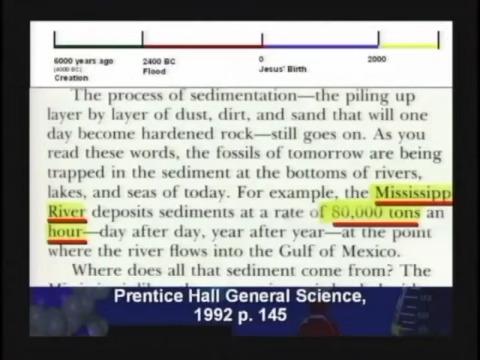 6000 years ago 2400 BC 0 2000
(4000 BC) Flood Jesus' Birth
Creation
The process of sedimentation—the piling up
layer by layer of dust, dirt, and sand that will one
day become hardened rock—still goes on. As you
read these words, the fossils of tomorrow are being
trapped in the sediment at the bottoms of rivers,
lakes, and seas of today. For example, the Mississipp
River deposits sediments at a rate of 80,000 tons an
hour—day after day, year after year—at the point
where the river flows into the Gulf of Mexico.
Where does all that sediment come from? The
Prentice Hall General Science,
1992 p. 145